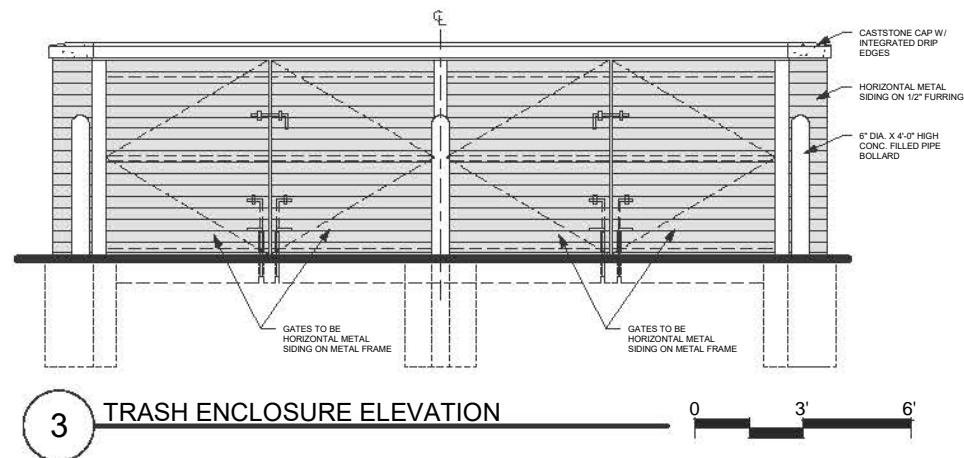 CL
CASTSTONE CAP W/
INTEGRATED DRIP
EDGES
HORIZONTAL METAL
SIDING ON 1/2" FURRING
6" DIA. X 4'-0" HIGH
CONC. FILLED PIPE
BOLLARD
GATES TO BE
HORIZONTAL METAL
SIDING ON METAL FRAME
GATES TO BE
HORIZONTAL METAL
SIDING ON METAL FRAME
3
TRASH ENCLOSURE ELEVATION
0 3' 6'